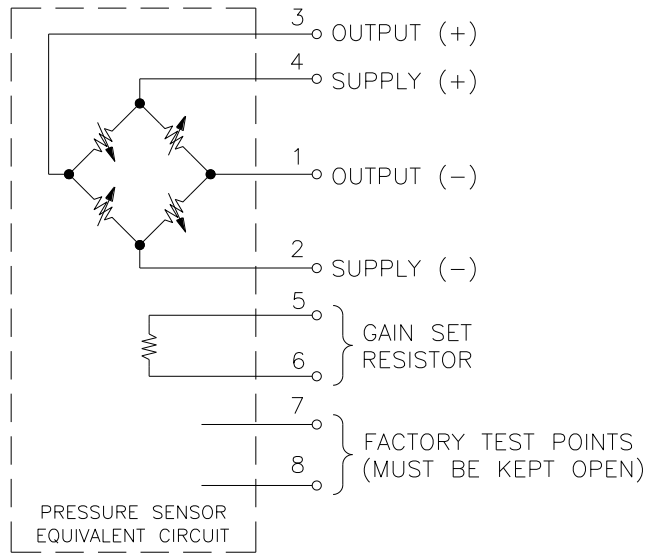 3 OUTPUT (+)
4 SUPPLY (+)
1 OUTPUT (-)
2 SUPPLY (-)
5
GAIN SET
RESISTOR
6
7
FACTORY TEST POINTS
(MUST BE KEPT OPEN)
8
PRESSURE SENSOR
EQUIVALENT CIRCUIT